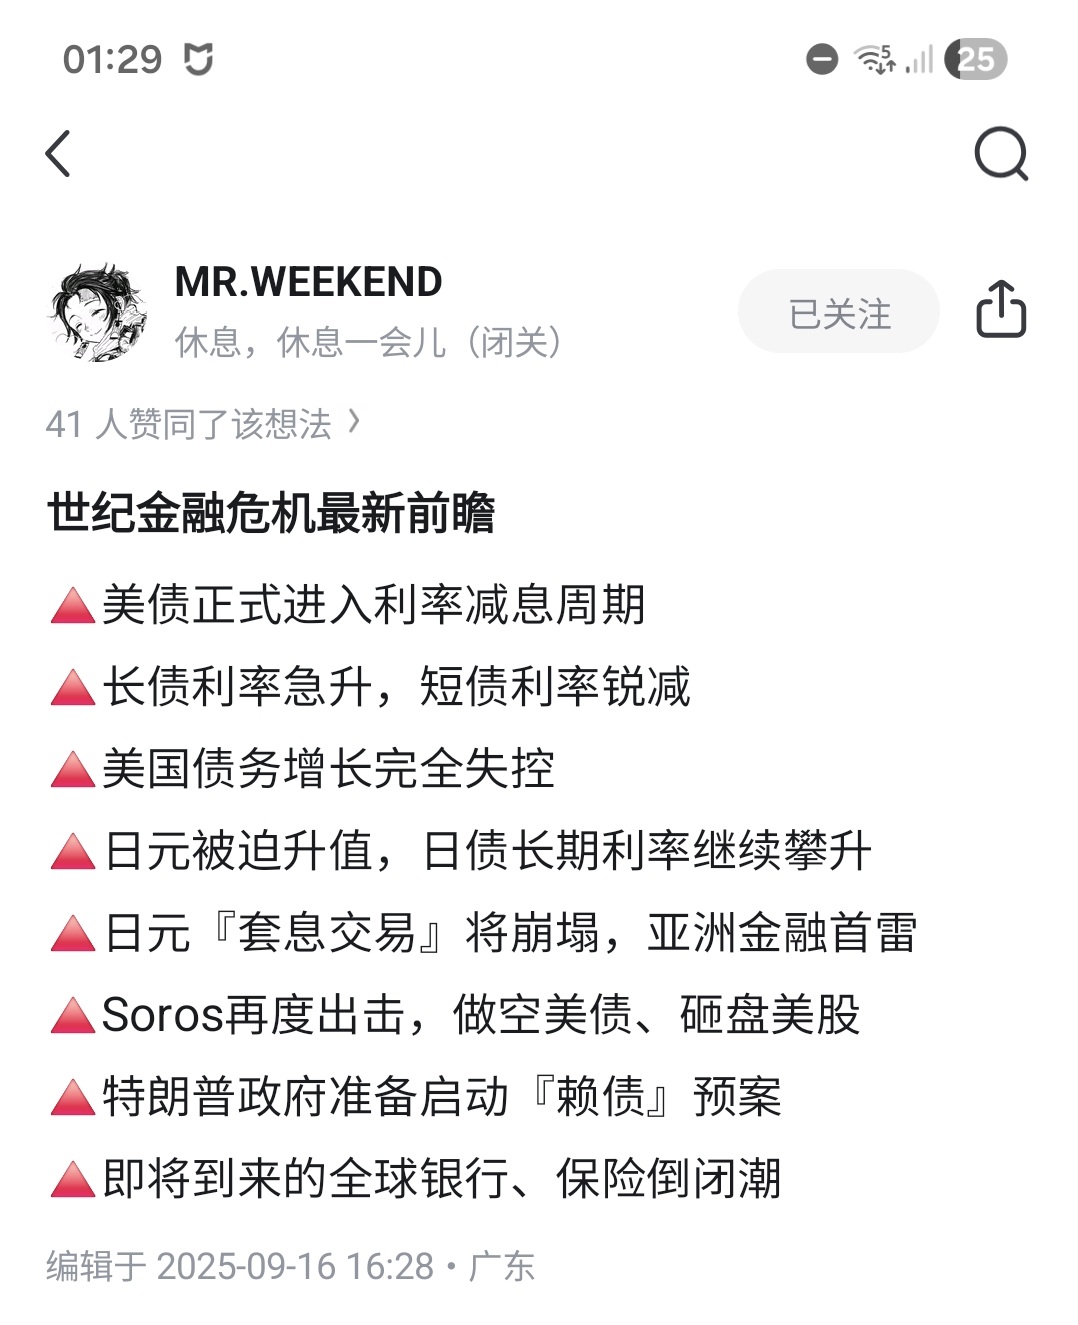 01:29
5
25
MR.WEEKEND
休息，休息一会儿（闭关）
已关注
41 人赞同了该想法
世纪金融危机最新前瞻
🔺美债正式进入利率减息周期
🔺长债利率急升，短债利率锐减
🔺美国债务增长完全失控
🔺日元被迫升值，日债长期利率继续攀升
🔺日元『套息交易』将崩塌，亚洲金融首雷
🔺Soros再度出击，做空美债、砸盘美股
🔺特朗普政府准备启动『赖债』预案
🔺即将到来的全球银行、保险倒闭潮
编辑于 2025-09-16 16:28・广东